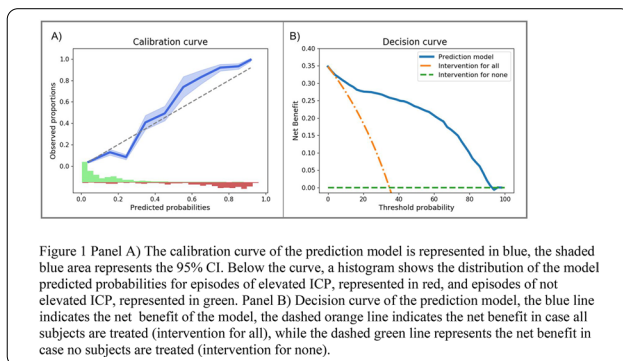 A)
Calibration curve
Observed proportions
1.0
0.8
0.6
0.4
0.2
0.0
0.0 0.2 0.4 0.6 0.8 1.0
Predicted probabilities
B)
Decision curve
Prediction model
Intervention for all
Intervention for none
Net Benefit
0.40
0.35
0.30
0.25
0.20
0.15
0.10
0.05
0.00
0 20 40 60 80 100
Threshold probability
Figure 1 Panel A) The calibration curve of the prediction model is represented in blue, the shaded
blue area represents the 95% CI. Below the curve, a histogram shows the distribution of the model
predicted probabilities for episodes of elevated ICP, represented in red, and episodes of not
elevated ICP, represented in green. Panel B) Decision curve of the prediction model, the blue line
indicates the net benefit of the model, the dashed orange line indicates the net benefit in case all
subjects are treated (intervention for all), while the dashed green line represents the net benefit in
case no subjects are treated (intervention for none).